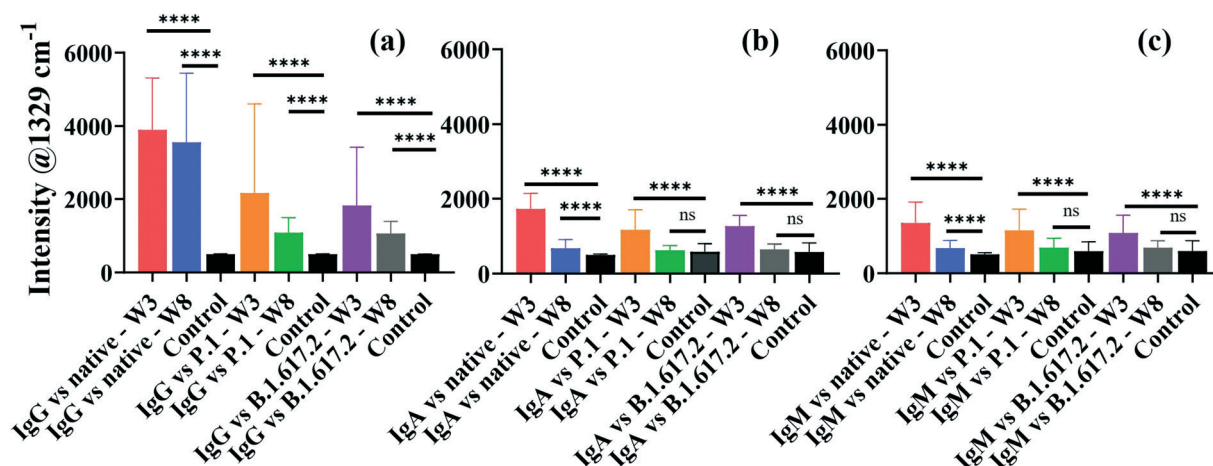 Intensity @1329 cm⁻¹
(a)
6000
4000
2000
0
****
****
****
****
****
****
IgG vs native - W3
IgG vs native - W8
Control
IgG vs P.1 - W3
IgG vs P.1 - W8
Control
IgG vs B.1.617.2 - W3
IgG vs B.1.617.2 - W8
Control
(b)
6000
4000
2000
0
****
****
****
ns
****
ns
IgA vs native - W3
IgA vs native - W8
Control
IgA vs P.1 - W3
IgA vs P.1 - W8
Control
IgA vs B.1.617.2 - W3
IgA vs B.1.617.2 - W8
Control
(c)
6000
4000
2000
0
****
****
****
ns
****
ns
IgM vs native - W3
IgM vs native - W8
Control
IgM vs P.1 - W3
IgM vs P.1 - W8
Control
IgM vs B.1.617.2 - W3
IgM vs B.1.617.2 - W8
Control